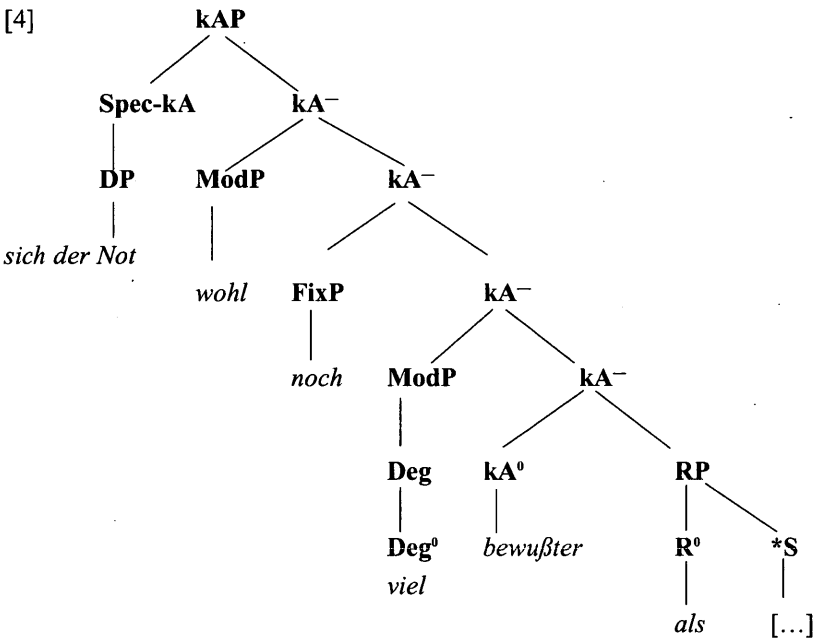 [4] kAP
Spec-kA kA—
DP ModP kA—
sich der Not
wohl FixP kA—
noch ModP kA—
Deg kA⁰ RP
Deg⁰ bewußter R⁰ *S
viel
als [...]